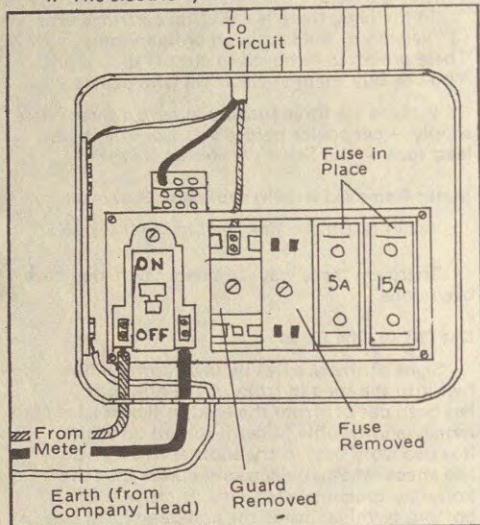 To
Circuit
Fuse in
Place
ON
OFF
5A
15A
From
Meter
Fuse
Removed
Earth (from
Company Head)
Guard
Removed